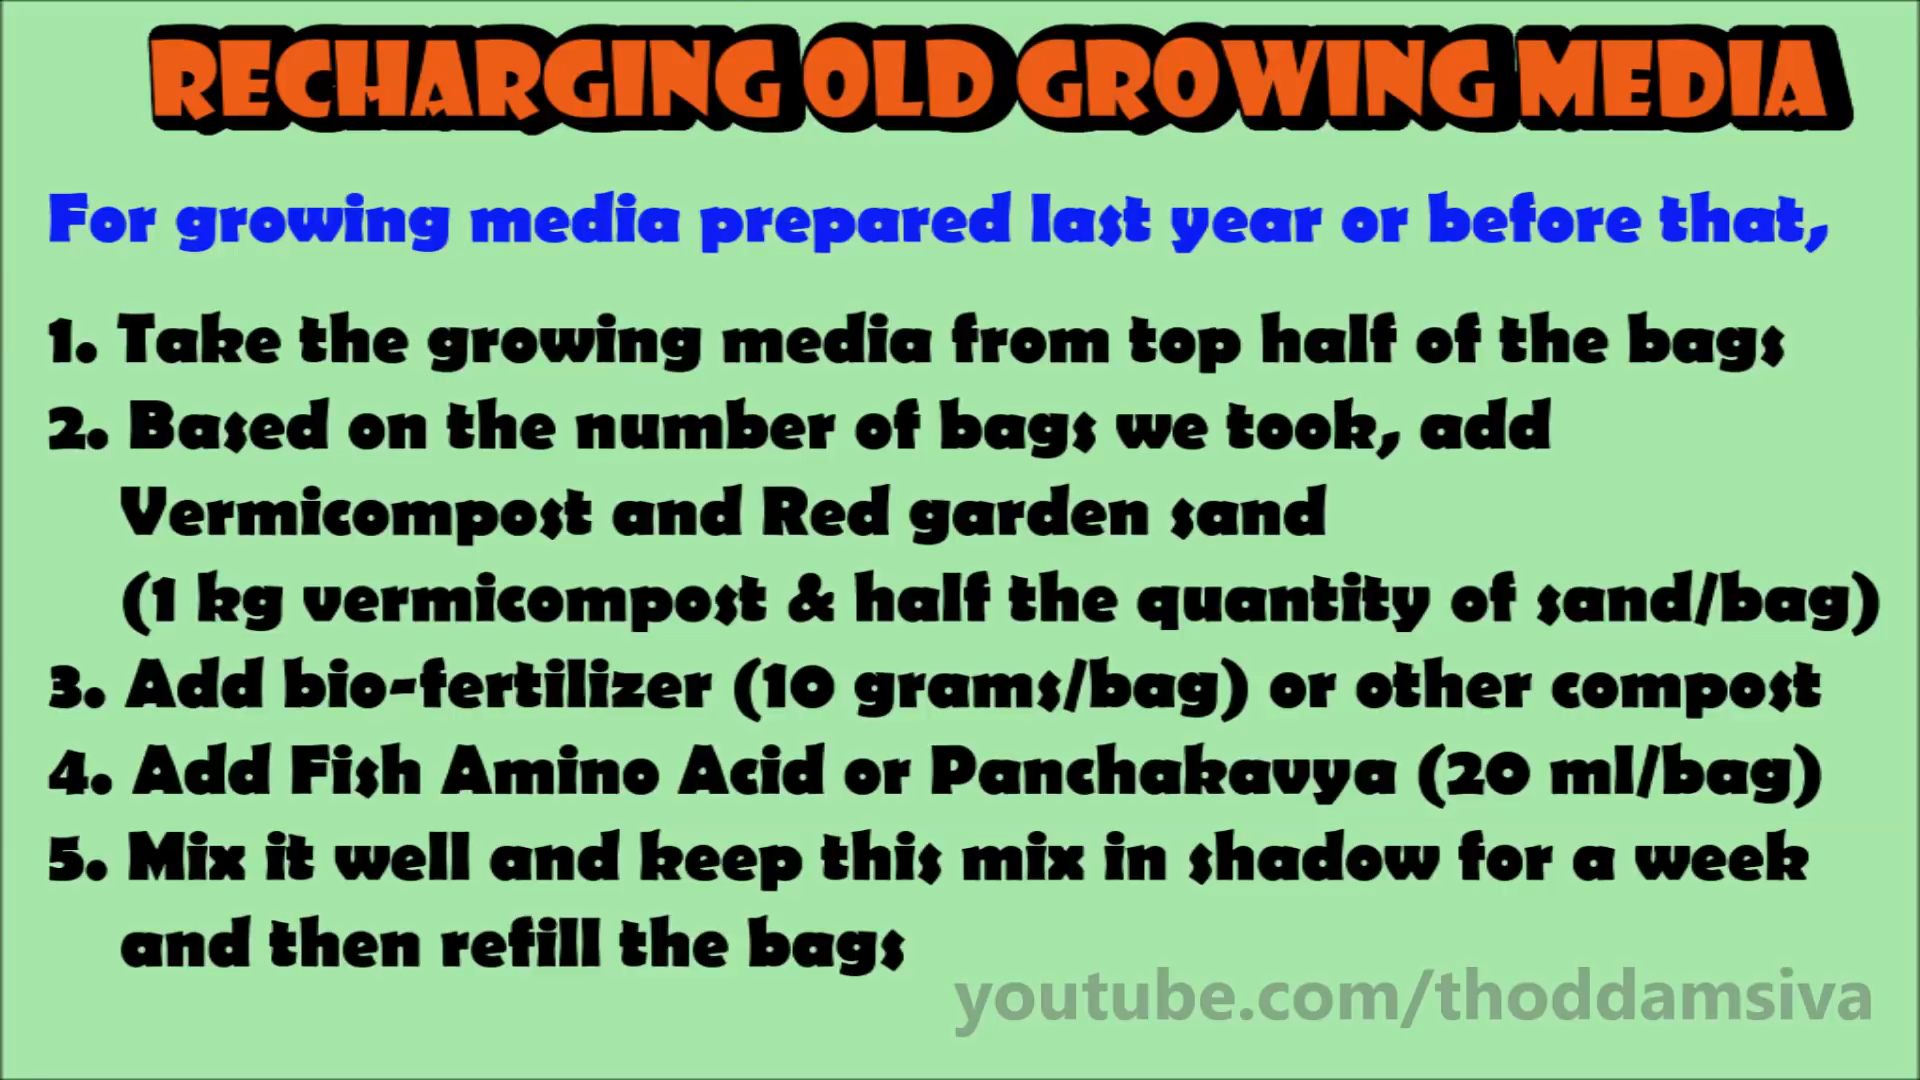 RECHARGING OLD GROWING MEDIA
For growing media prepared last year or before that,
1. Take the growing media from top half of the bags
2. Based on the number of bags we took, add
Vermicompost and Red garden sand
(1 kg vermicompost & half the quantity of sand/bag)
3. Add bio-fertilizer (10 grams/bag) or other compost
4. Add Fish Amino Acid or Panchakavya (20 ml/bag)
5. Mix it well and keep this mix in shadow for a week
and then refill the bags
youtube.com/thoddamsiva